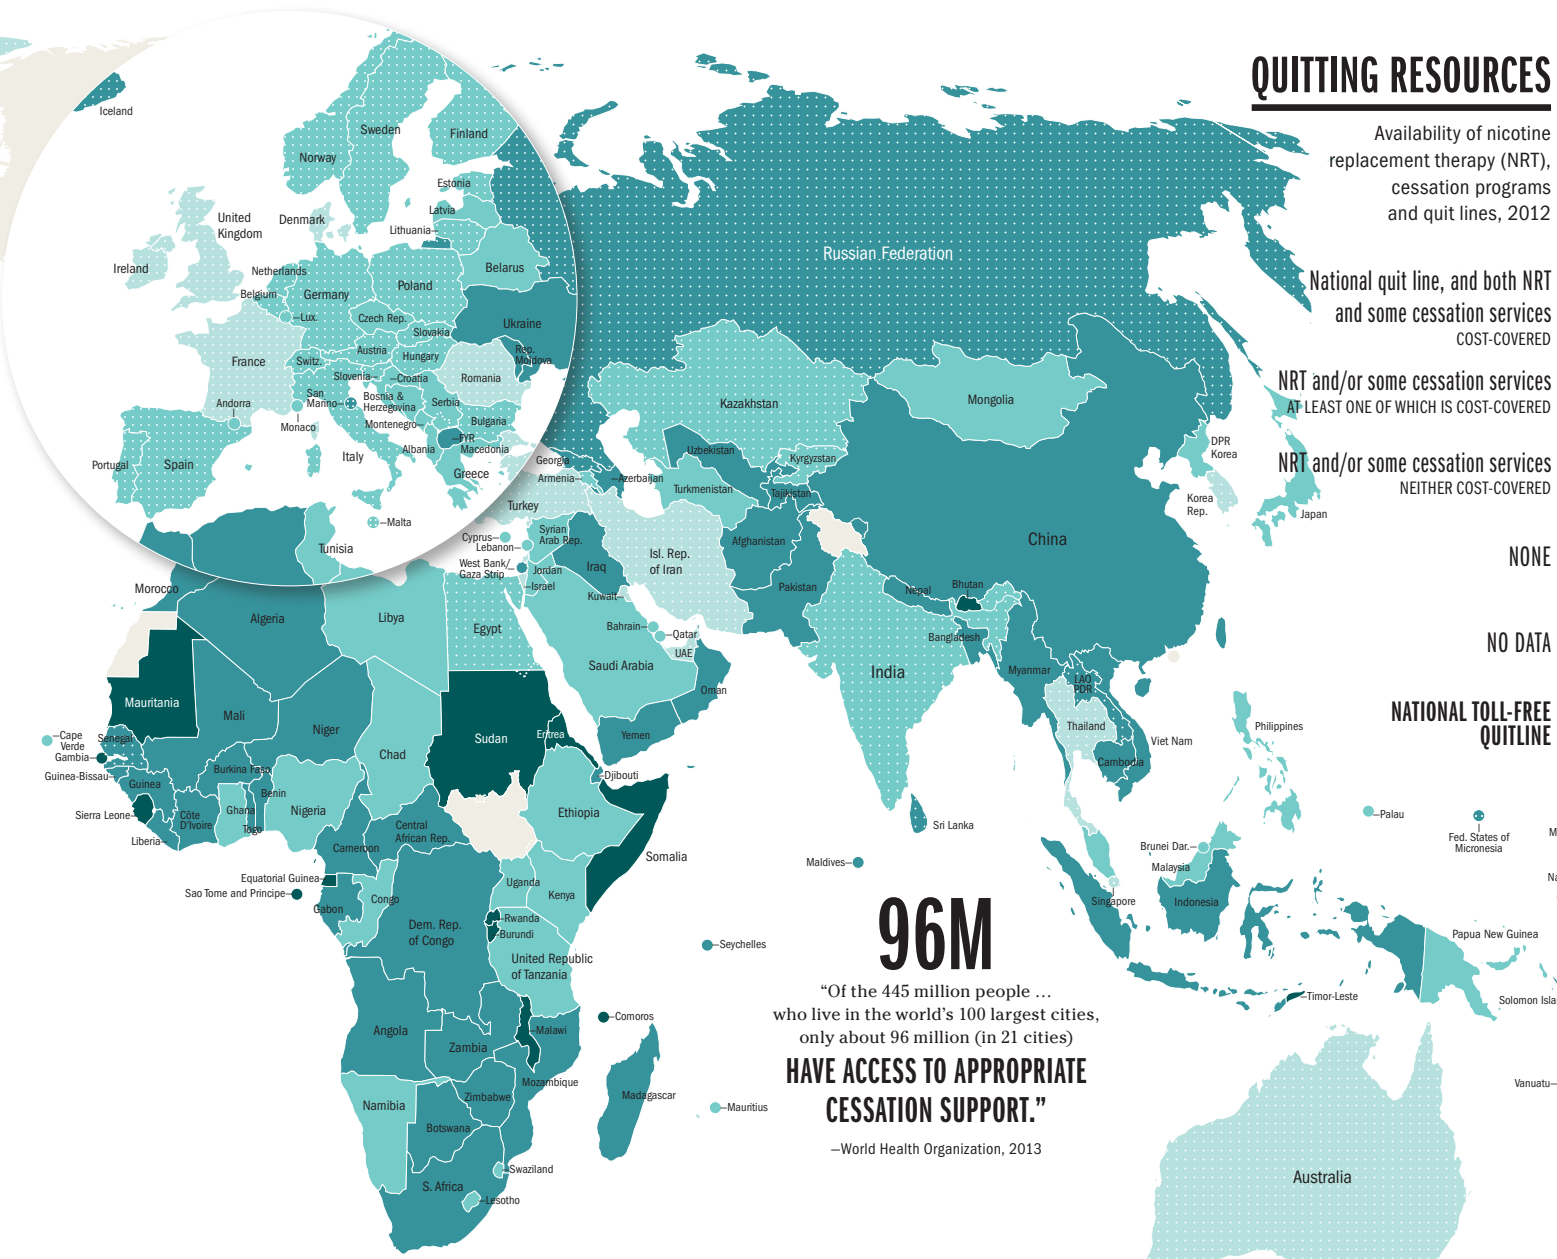 QUITTING RESOURCES
Availability of nicotine
replacement therapy (NRT),
cessation programs
and quit lines, 2012
National quit line, and both NRT
and some cessation services
COST-COVERED
NRT and/or some cessation services
AT LEAST ONE OF WHICH IS COST-COVERED
NRT and/or some cessation services
NEITHER COST-COVERED
NONE
NO DATA
NATIONAL TOLL-FREE
QUITLINE
Iceland
Sweden
Finland
Norway
Estonia
Latvia
Lithuania
United
Kingdom
Denmark
Ireland
Netherlands
Belgium
Germany
Poland
Belarus
Lux.
Czech Rep.
Slovakia
Ukraine
France
Switz.
Austria
Hungary
Rep.
Moldova
Slovenia
Croatia
Romania
San
Marino
Bosnia &
Herzegovina
Serbia
Andorra
Monaco
Montenegro
Bulgaria
FYR
Macedonia
Albania
Italy
Greece
Portugal
Spain
Malta
Tunisia
Russian Federation
Kazakhstan
Mongolia
Georgia
Armenia
Azerbaijan
Uzbekistan
Kyrgyzstan
Turkmenistan
Tajikistan
DPR
Korea
Korea
Rep.
Japan
Turkey
Cyprus
Lebanon
Syrian
Arab Rep.
West Bank/
Gaza Strip
Jordan
Israel
Iraq
Kuwait
Isl. Rep.
of Iran
Afghanistan
China
Pakistan
Nepal
Bhutan
Bangladesh
India
Myanmar
LAO
PDR
Thailand
Viet Nam
Cambodia
Philippines
Bahrain
Qatar
UAE
Saudi Arabia
Oman
Yemen
Morocco
Algeria
Libya
Egypt
Mauritania
Mali
Niger
Chad
Sudan
Eritrea
Djibouti
Cape
Verde
Senegal
Gambia
Guinea-Bissau
Guinea
Burkina Faso
Benin
Sierra Leone
Côte
D'Ivoire
Ghana
Togo
Nigeria
Liberia
Cameroon
Central
African Rep.
Ethiopia
Somalia
Equatorial Guinea
Sao Tome and Principe
Gabon
Congo
Dem. Rep.
of Congo
Uganda
Kenya
Rwanda
Burundi
United Republic
of Tanzania
Seychelles
Comoros
Angola
Zambia
Malawi
Mozambique
Zimbabwe
Madagascar
Mauritius
Namibia
Botswana
Swaziland
S. Africa
Lesotho
Sri Lanka
Maldives
Brunei Dar.
Malaysia
Singapore
Indonesia
Palau
Fed. States of
Micronesia
M
Na
Papua New Guinea
Solomon Isla
Timor-Leste
Vanuatu
Australia
96M
“Of the 445 million people …
who live in the world’s 100 largest cities,
only about 96 million (in 21 cities)
HAVE ACCESS TO APPROPRIATE
CESSATION SUPPORT.”
—World Health Organization, 2013